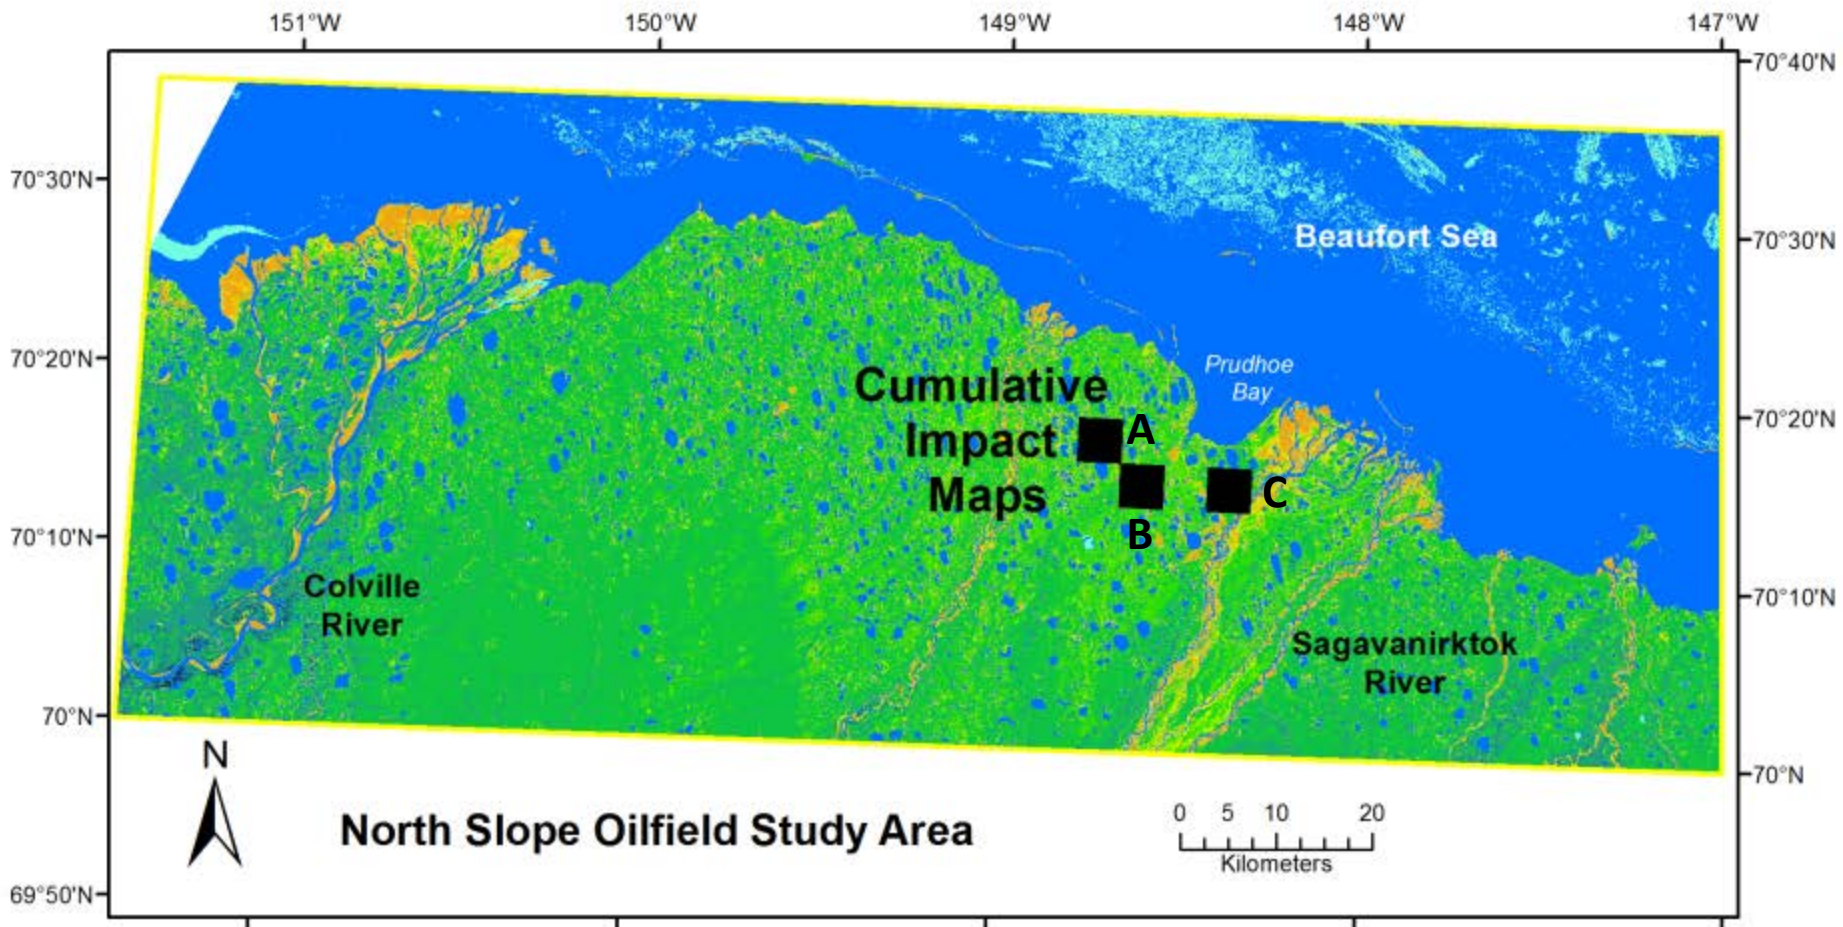 151°W 150°W 149°W 148°W 147°W
70°40'N
70°30'N
70°30'N
Beaufort Sea
70°20'N
Prudhoe
Bay
Cumulative
Impact
Maps
A
B
C
70°20'N
70°10'N
Colville
River
70°10'N
Sagavanirktok
River
70°N
70°N
N
North Slope Oilfield Study Area
0 5 10 20
Kilometers
69°50'N